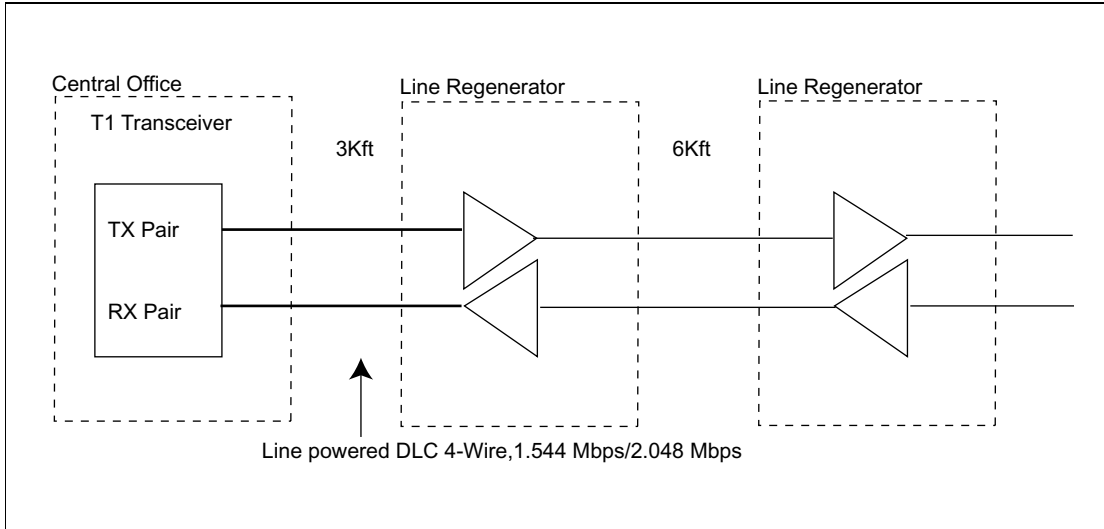 Central Office
Line Regenerator
Line Regenerator
T1 Transceiver
3Kft
6Kft
TX Pair
RX Pair
Line powered DLC 4-Wire,1.544 Mbps/2.048 Mbps